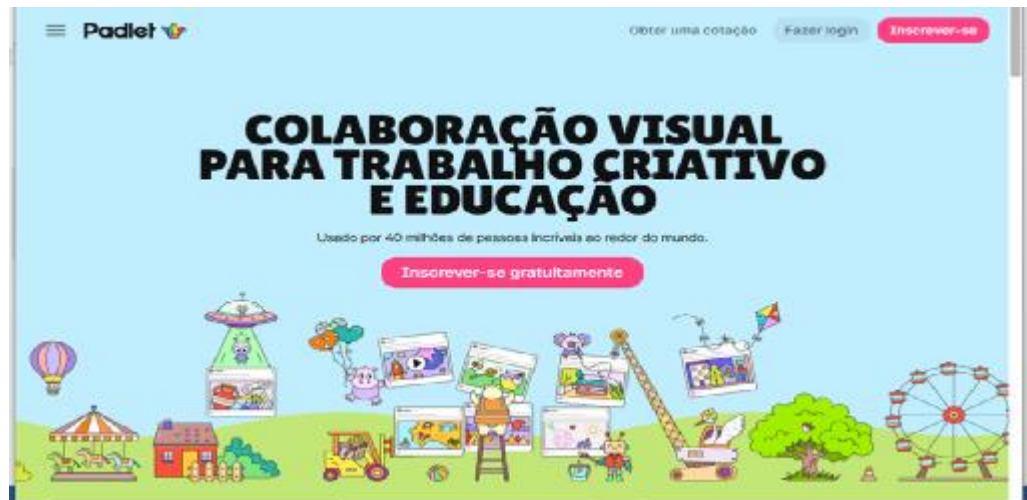 Padlet
Obter uma cotação
Fazer login
Inscrever-se
COLABORAÇÃO VISUAL
PARA TRABALHO CRIATIVO
E EDUCAÇÃO
Usado por 40 milhões de pessoas incríveis ao redor do mundo.
Inscrever-se gratuitamente